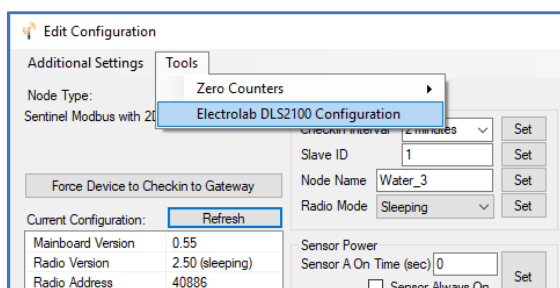 Edit Configuration
Additional Settings Tools
Zero Counters
Electrolab DLS2100 Configuration
Node Type:
Sentinel Modbus with
2 minutes Set
Slave ID 1 Set
Node Name Water_3 Set
Radio Mode Sleeping Set
Force Device to Checkin to Gateway
Current Configuration: Refresh
Mainboard Version 0.55
Radio Version 2.50 (sleeping)
Radio Address 40886
Sensor Power
Sensor A On Time (sec) 0
Set
Sensor Always On